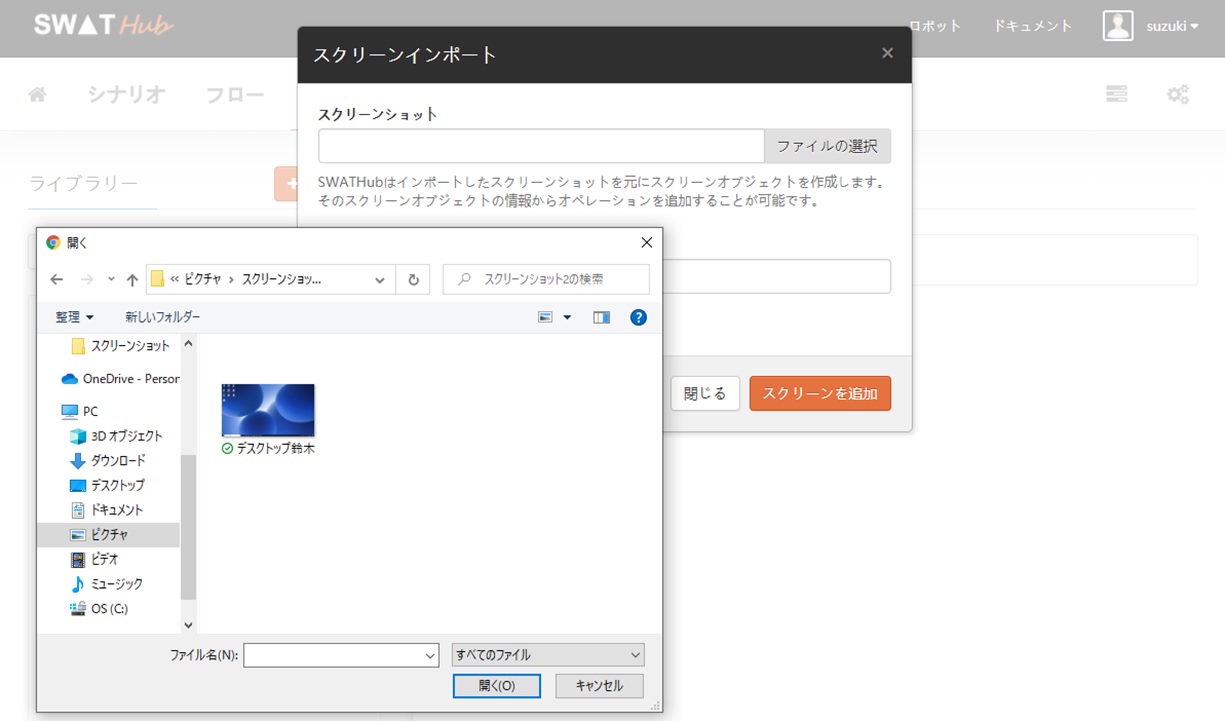 SWAT Hub
ロボット
ドキュメント
suzuki
シナリオ
フロー
ライブラリー
スクリーンインポート
スクリーンショット
ファイルの選択
SWATHubはインポートしたスクリーンショットを元にスクリーンオブジェクトを作成します。
そのスクリーンオブジェクトの情報からオペレーションを追加することが可能です。
閉じる
スクリーンを追加
開く
« ピクチャ › スクリーンショッ...
スクリーンショット2の検索
整理
新しいフォルダー
スクリーンショット
OneDrive - Person
PC
3D オブジェクト
ダウンロード
デスクトップ
ドキュメント
ピクチャ
ビデオ
ミュージック
OS (C:)
デスクトップ鈴木
ファイル名(N):
すべてのファイル
開く(O)
キャンセル